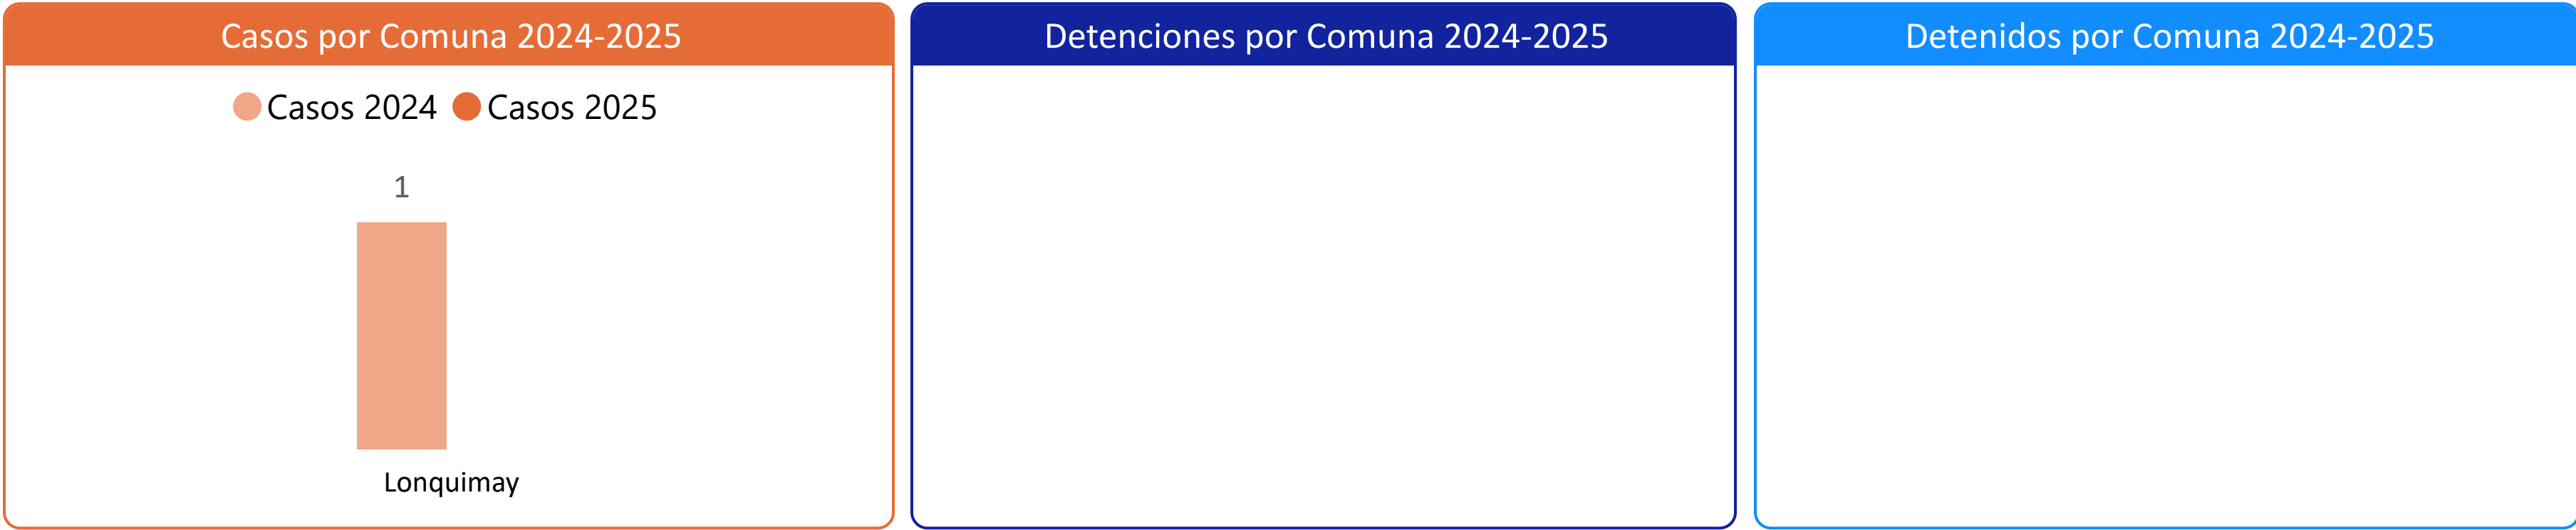 Casos por Comuna 2024-2025
Casos 2024 Casos 2025
1
Lonquimay
Detenciones por Comuna 2024-2025
Detenidos por Comuna 2024-2025